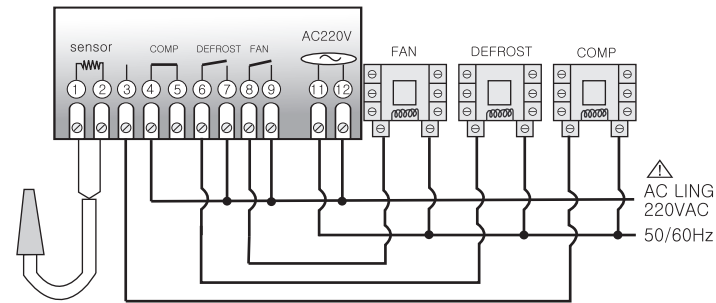 sensor COMP DEFROST FAN AC220V
1 2 3 4 5 6 7 8 9 11 12
FAN DEFROST COMP
AC LING
220VAC
50/60Hz